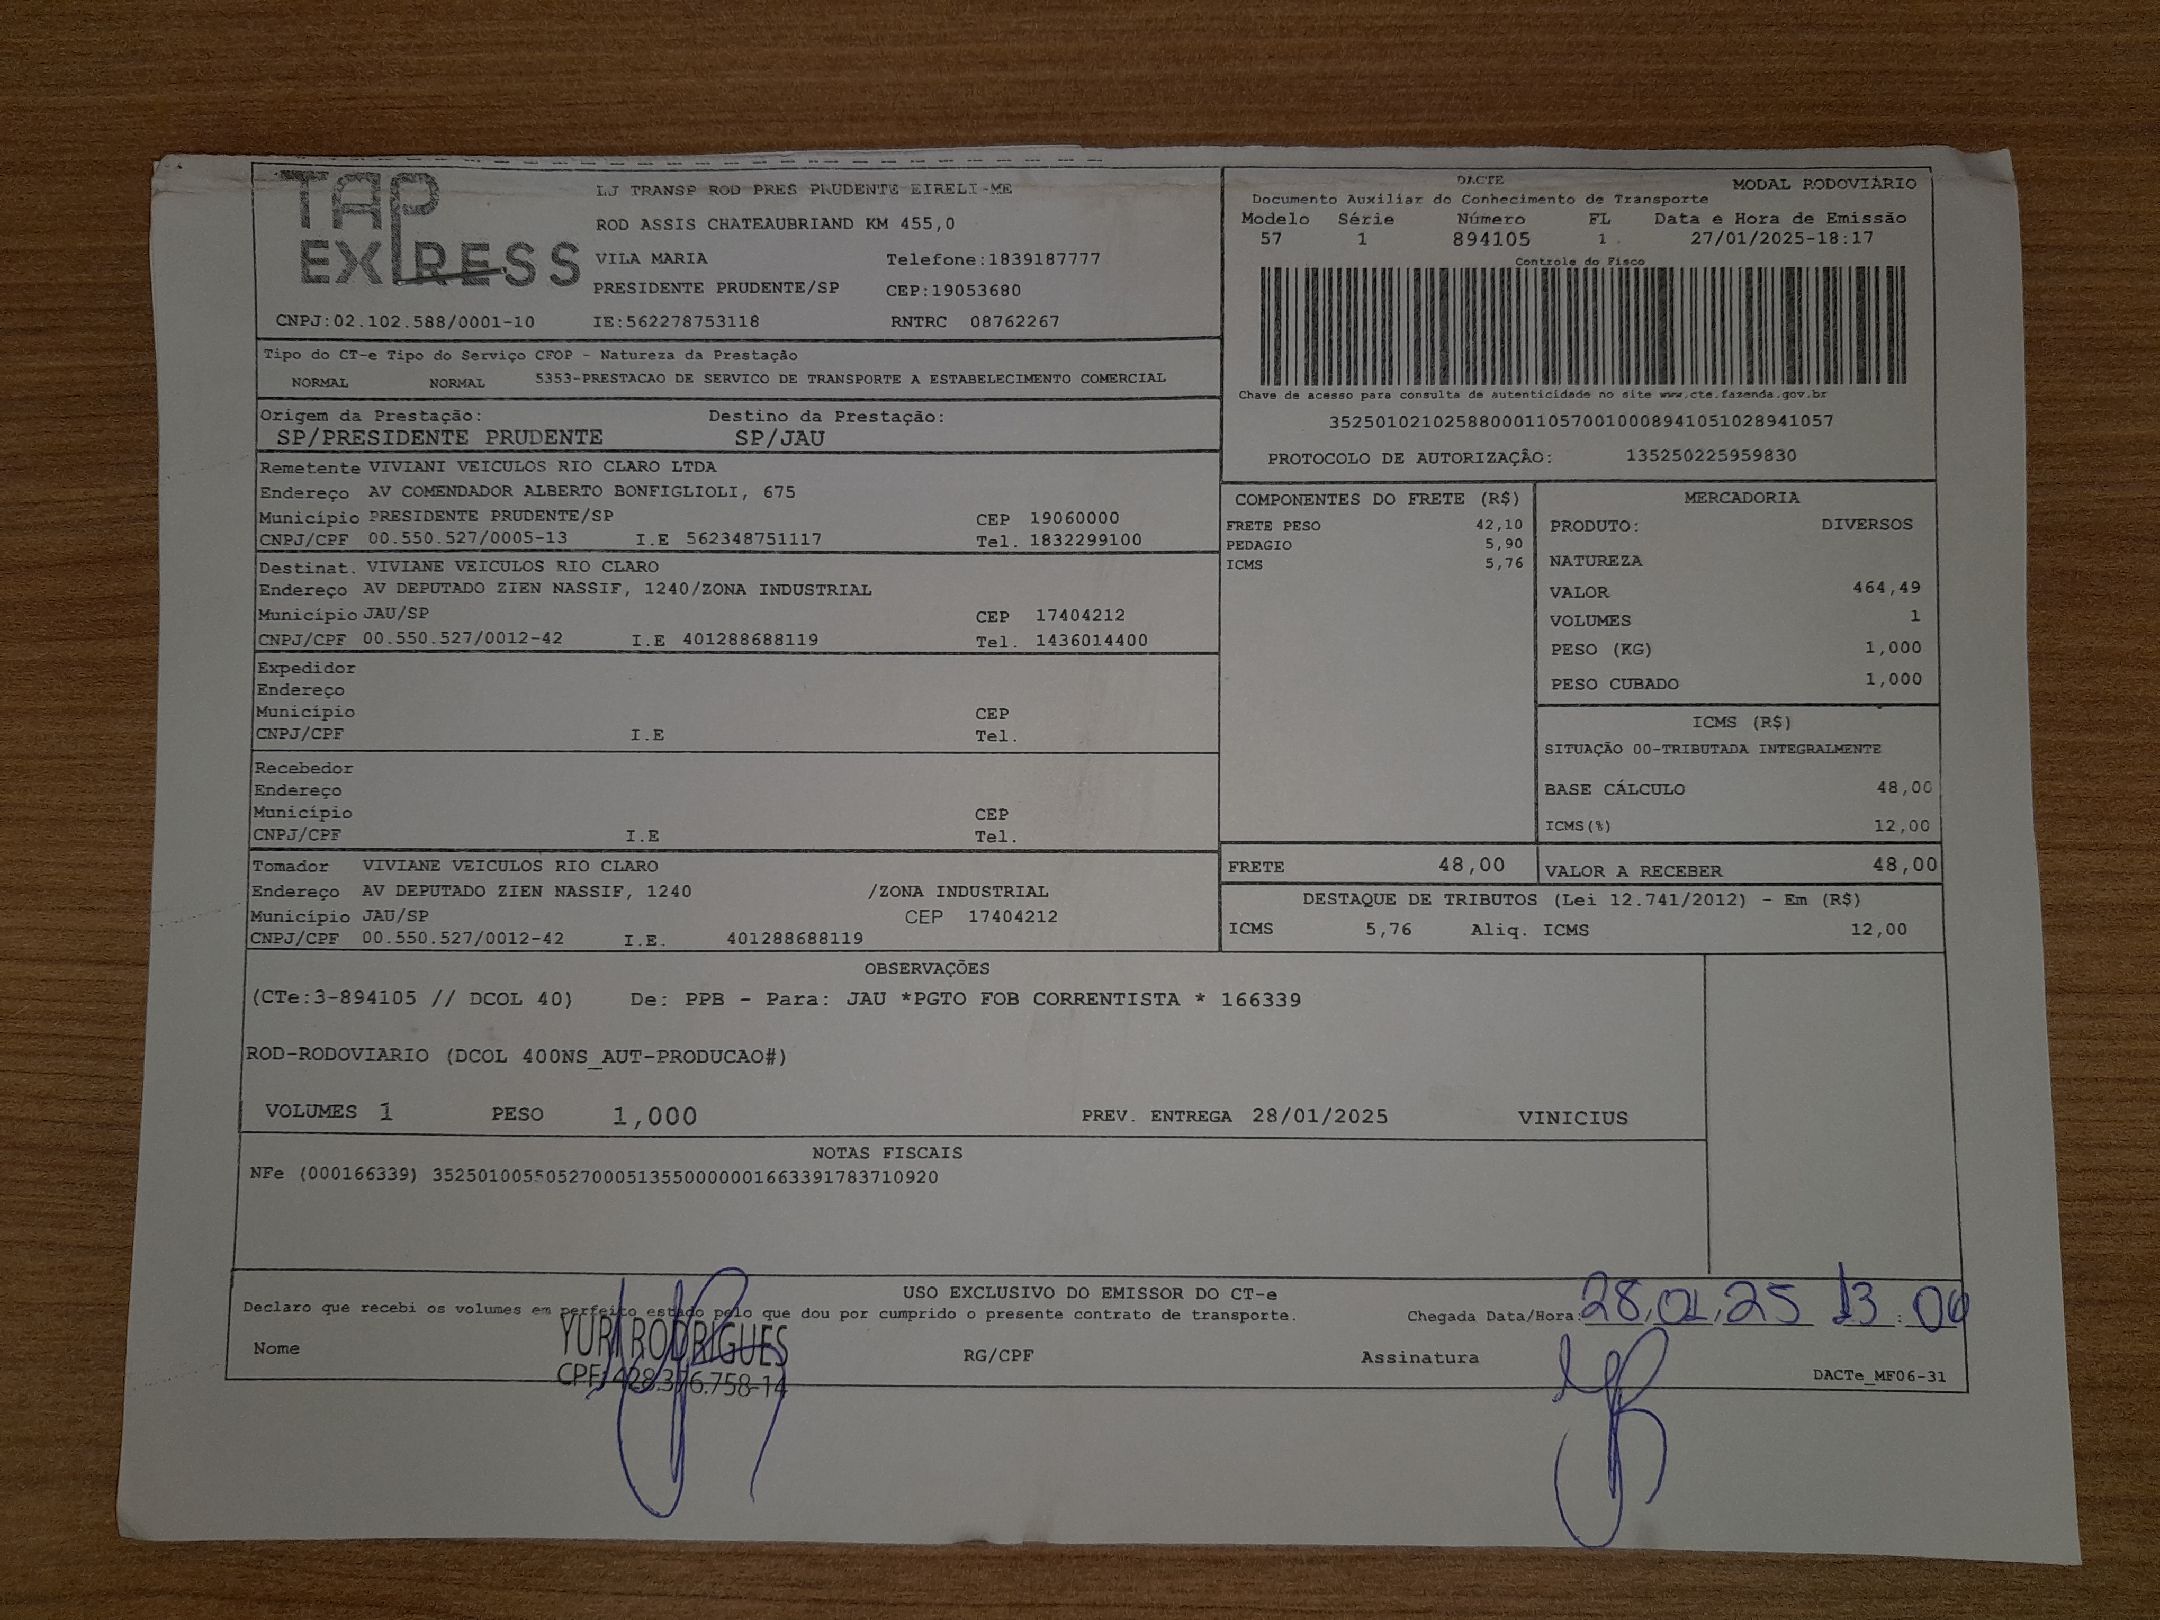 TAP
EXPRESS
LJ TRANSP ROD PRES PRUDENTE EIRELI-ME
ROD ASSIS CHATEAUBRIAND KM 455,0
VILA MARIA Telefone:1839187777
PRESIDENTE PRUDENTE/SP CEP:19053680
CNPJ:02.102.588/0001-10 IE:562278753118 RNTRC 08762267
DACTE MODAL RODOVIÁRIO
Documento Auxiliar do Conhecimento de Transporte
Modelo Série Número FL Data e Hora de Emissão
57 1 894105 1 27/01/2025-18:17
Controle do Fisco
Chave de acesso para consulta de autenticidade no site www.cte.fazenda.gov.br
35250102102588000110570010008941051028941057
PROTOCOLO DE AUTORIZAÇÃO: 135250225959830
Tipo do CT-e Tipo do Serviço CFOP - Natureza da Prestação
NORMAL NORMAL 5353-PRESTACAO DE SERVICO DE TRANSPORTE A ESTABELECIMENTO COMERCIAL
Origem da Prestação: Destino da Prestação:
SP/PRESIDENTE PRUDENTE SP/JAU
Remetente VIVIANI VEICULOS RIO CLARO LTDA
Endereço AV COMENDADOR ALBERTO BONFIGLIOLI, 675
Município PRESIDENTE PRUDENTE/SP CEP 19060000
CNPJ/CPF 00.550.527/0005-13 I.E 562348751117 Tel. 1832299100
Destinat. VIVIANE VEICULOS RIO CLARO
Endereço AV DEPUTADO ZIEN NASSIF, 1240/ZONA INDUSTRIAL
Município JAU/SP CEP 17404212
CNPJ/CPF 00.550.527/0012-42 I.E 401288688119 Tel. 1436014400
Expedidor
Endereço
Município CEP
CNPJ/CPF I.E Tel.
Recebedor
Endereço
Município CEP
CNPJ/CPF I.E Tel.
Tomador VIVIANE VEICULOS RIO CLARO
Endereço AV DEPUTADO ZIEN NASSIF, 1240 /ZONA INDUSTRIAL
Município JAU/SP CEP 17404212
CNPJ/CPF 00.550.527/0012-42 I.E. 401288688119
COMPONENTES DO FRETE (R$)
FRETE PESO 42,10
PEDAGIO 5,90
ICMS 5,76
FRETE 48,00
MERCADORIA
PRODUTO: DIVERSOS
NATUREZA
VALOR 464,49
VOLUMES 1
PESO (KG) 1,000
PESO CUBADO 1,000
ICMS (R$)
SITUAÇÃO 00-TRIBUTADA INTEGRALMENTE
BASE CÁLCULO 48,00
ICMS(%) 12,00
VALOR A RECEBER 48,00
DESTAQUE DE TRIBUTOS (Lei 12.741/2012) - Em (R$)
ICMS 5,76 Aliq. ICMS 12,00
OBSERVAÇÕES
(CTe:3-894105 // DCOL 40) De: PPB - Para: JAU *PGTO FOB CORRENTISTA * 166339
ROD-RODOVIARIO (DCOL 400NS_AUT-PRODUCAO#)
VOLUMES 1 PESO 1,000 PREV. ENTREGA 28/01/2025 VINICIUS
NOTAS FISCAIS
NFe (000166339) 35250100550527000513550000001663391783710920
USO EXCLUSIVO DO EMISSOR DO CT-e
Declaro que recebi os volumes em perfeito estado pelo que dou por cumprido o presente contrato de transporte. Chegada Data/Hora: 28,01,25 13:00
Nome YURI RODRIGUES RG/CPF Assinatura
CPF: 428.376.758-14
DACTe_MF06-31